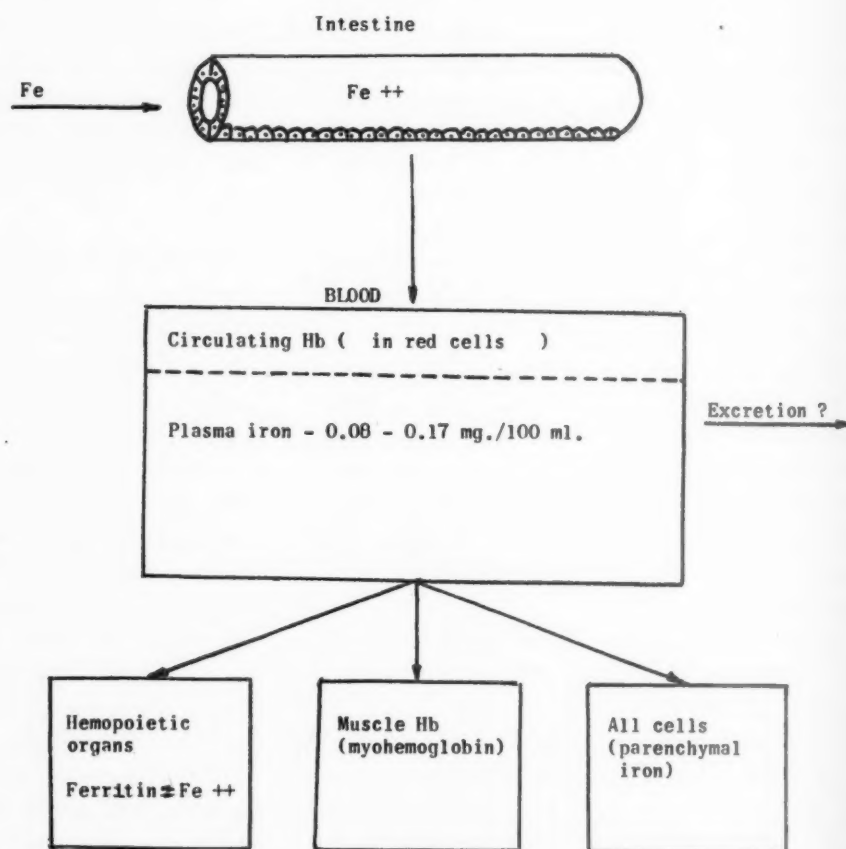 Intestine
Fe
Fe ++
BLOOD
Circulating Hb ( in red cells )
Plasma iron - 0.08 - 0.17 mg./100 ml.
Excretion ?
Hemopoietic
organs
Ferritin⇄Fe ++
Muscle Hb
(myohemoglobin)
All cells
(parenchymal
iron)